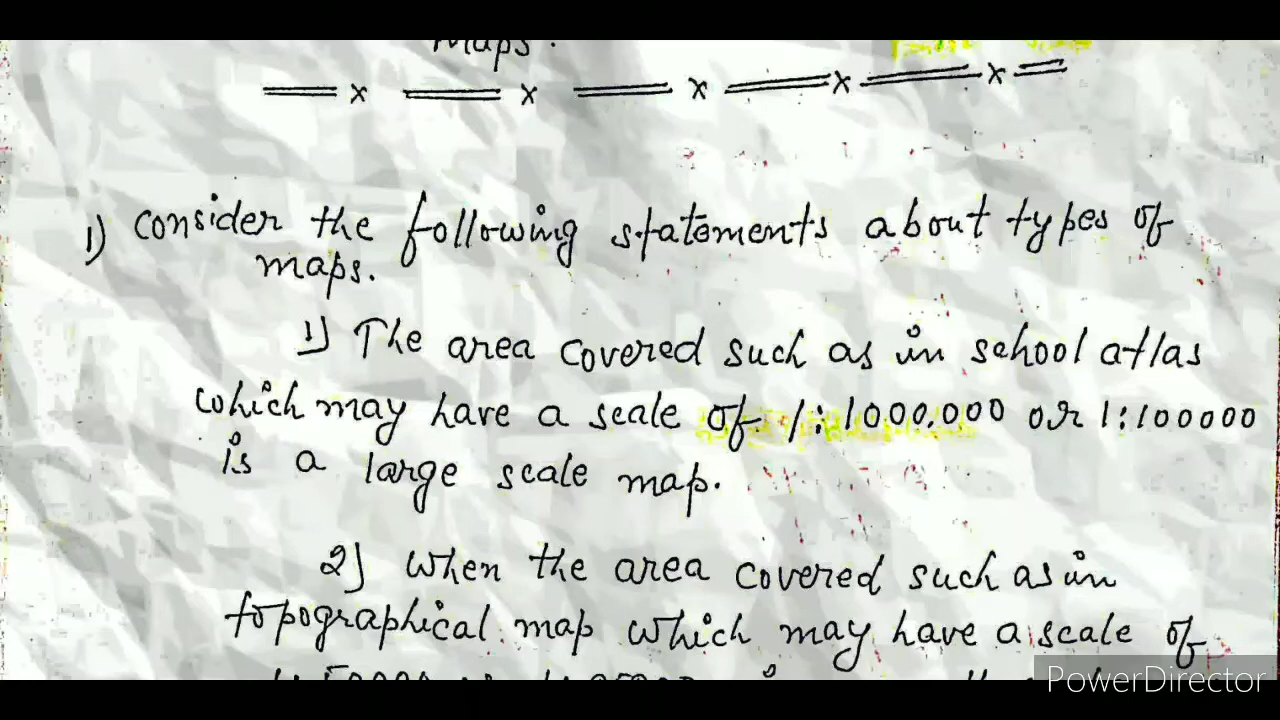 maps.
1) Consider the following statements about types of
maps.
1) The area covered such as in school atlas
which may have a scale of 1:1000.000 or 1:100000
is a large scale map.
2) When the area covered such as in
topographical map which may have a scale of
PowerDirector